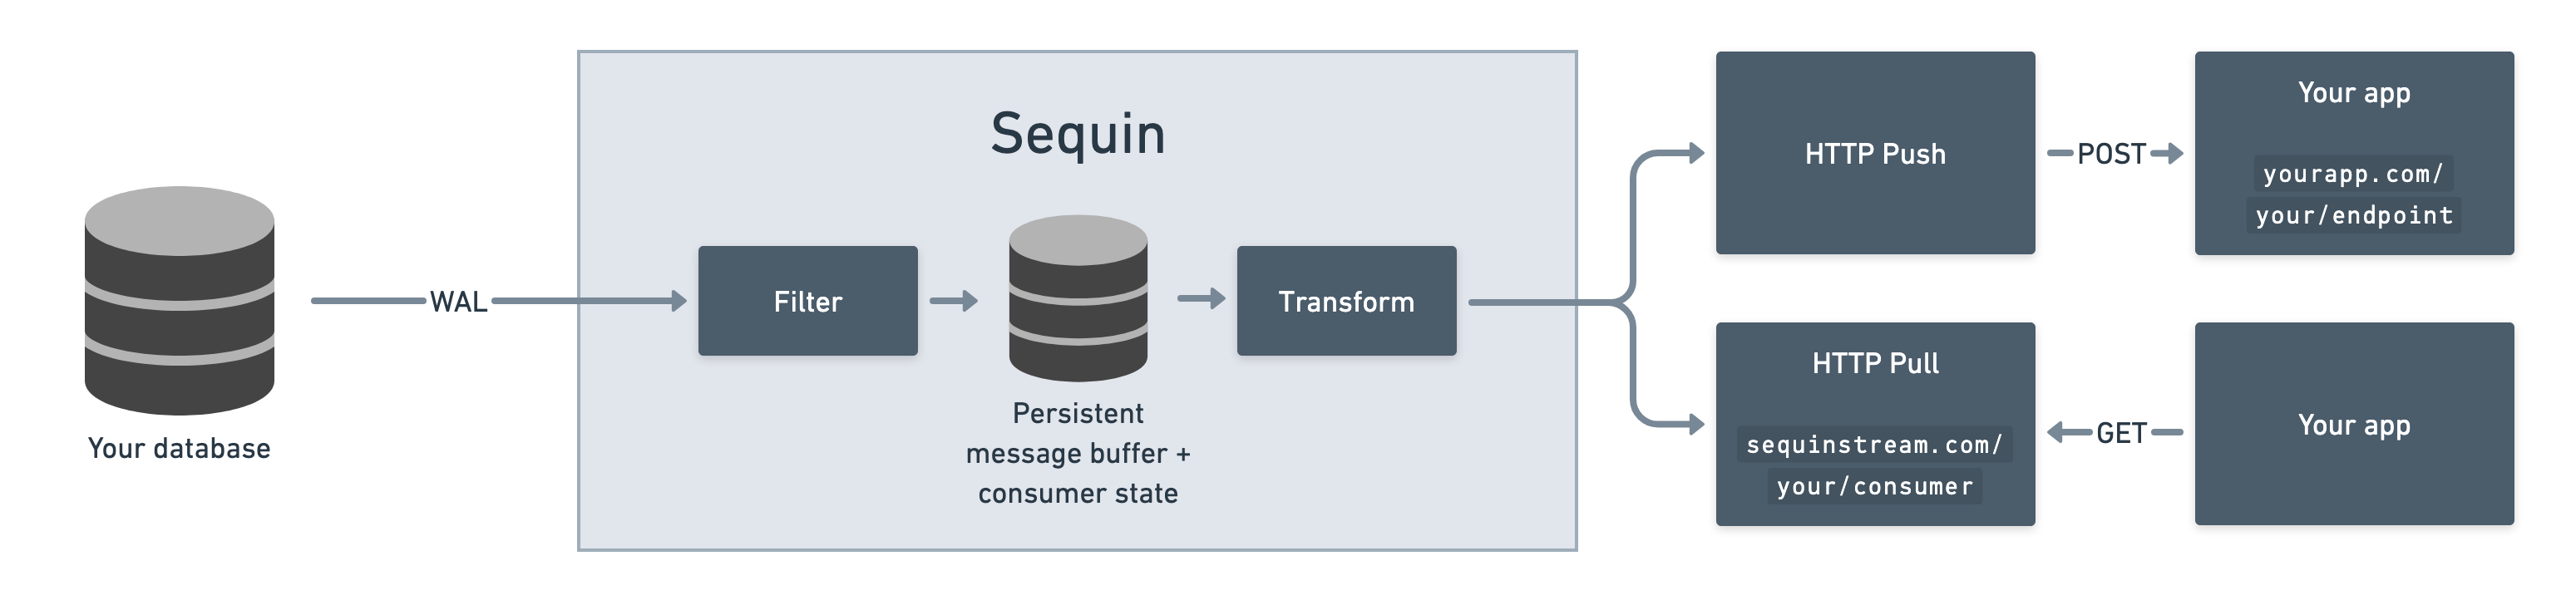 Your database
WAL
Sequin
Filter
Persistent
message buffer +
consumer state
Transform
HTTP Push
POST
Your app
yourapp.com/
your/endpoint
HTTP Pull
sequinstream.com/
your/consumer
GET
Your app